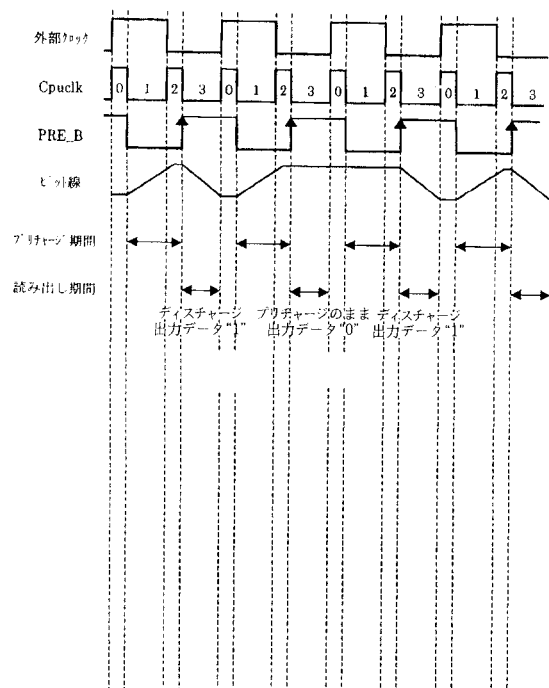 外部クロック
Cpuclk 0 1 2 3 0 1 2 3 0 1 2 3 0 1 2 3
PRE_B
ビット線
プリチャージ期間
読み出し期間
ディスチャージ プリチャージのまま ディスチャージ
出力データ"1" 出力データ"0" 出力データ"1"